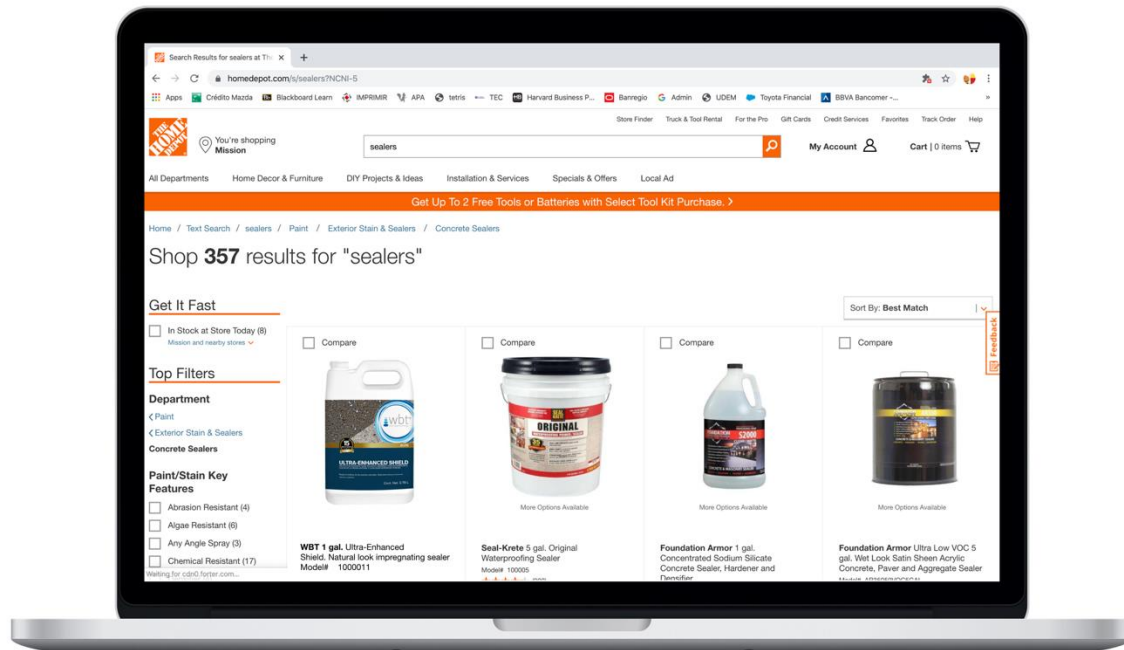 Search Results for sealers at Th
homedepot.com/s/sealers?NCNI-5
Apps Crédito Mazda Blackboard Learn IMPRIMIR APA tetris TEC Harvard Business P... Banregio Admin UDEM Toyota Financial BBVA Bancomer -...
Store Finder Truck & Tool Rental For the Pro Gift Cards Credit Services Favorites Track Order Help
THE HOME DEPOT
You're shopping
Mission
sealers
My Account
Cart | 0 items
All Departments Home Decor & Furniture DIY Projects & Ideas Installation & Services Specials & Offers Local Ad
Get Up To 2 Free Tools or Batteries with Select Tool Kit Purchase. >
Home / Text Search / sealers / Paint / Exterior Stain & Sealers / Concrete Sealers
Shop 357 results for "sealers"
Get It Fast
Sort By: Best Match
In Stock at Store Today (8)
Mission and nearby stores
Feedback
Top Filters
Department
Paint
Exterior Stain & Sealers
Concrete Sealers
Paint/Stain Key
Features
Abrasion Resistant (4)
Algae Resistant (6)
Any Angle Spray (3)
Chemical Resistant (17)
Waiting for cdn0.forter.com...
Compare
wbt
15
ULTRA-ENHANCED SHIELD
WBT 1 gal. Ultra-Enhanced
Shield. Natural look impregnating sealer
Model# 1000011
Compare
SEAL
KRETE
ORIGINAL
More Options Available
Seal-Krete 5 gal. Original
Waterproofing Sealer
Model# 100005
Compare
FOUNDATION
S2000
More Options Available
Foundation Armor 1 gal.
Concentrated Sodium Silicate
Concrete Sealer, Hardener and
Densifier
Compare
More Options Available
Foundation Armor Ultra Low VOC 5
gal. Wet Look Satin Sheen Acrylic
Concrete, Paver and Aggregate Sealer